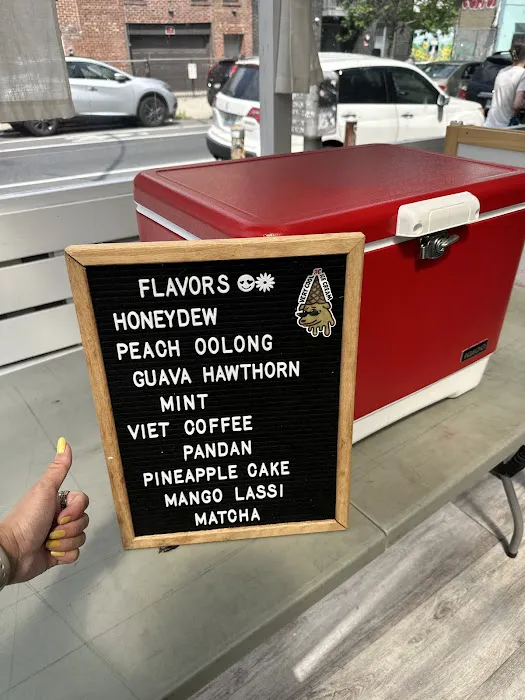 FLAVORS
HONEYDEW
PEACH OOLONG
GUAVA HAWTHORN
MINT
VIET COFFEE
PANDAN
PINEAPPLE CAKE
MANGO LASSI
MATCHA